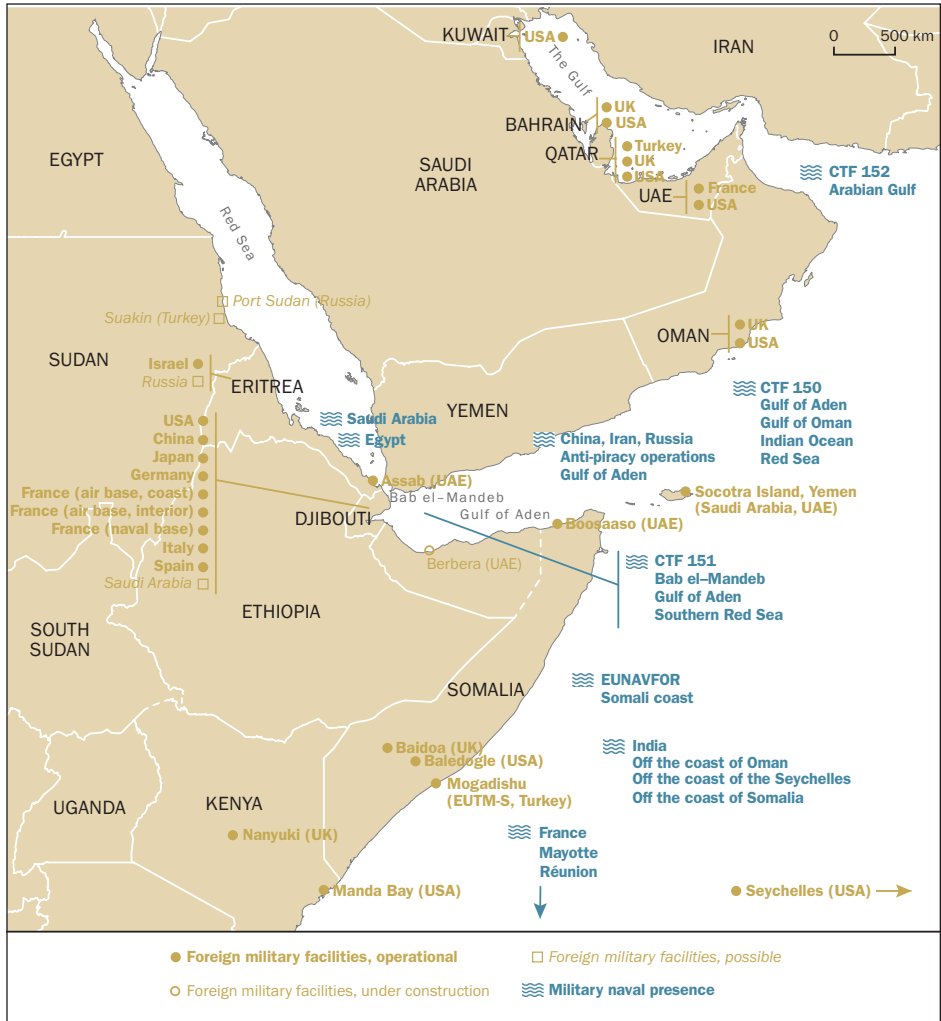 KUWAIT
USA
The Gulf
IRAN
0 500 km
BAHRAIN
UK
USA
QATAR
Turkey
UK
USA
UAE
France
USA
CTF 152
Arabian Gulf
EGYPT
SAUDI
ARABIA
Red Sea
Port Sudan (Russia)
Suakin (Turkey)
SUDAN
OMAN
UK
USA
Israel
Russia
ERITREA
YEMEN
CTF 150
Gulf of Aden
Gulf of Oman
Indian Ocean
Red Sea
Saudi Arabia
Egypt
China, Iran, Russia
Anti-piracy operations
Gulf of Aden
USA
China
Japan
Germany
France (air base, coast)
France (air base, interior)
France (naval base)
Italy
Spain
Saudi Arabia
DJIBOUTI
Assab (UAE)
Bab el–Mandeb
Gulf of Aden
Socotra Island, Yemen
(Saudi Arabia, UAE)
Boosaaso (UAE)
Berbera (UAE)
CTF 151
Bab el–Mandeb
Gulf of Aden
Southern Red Sea
ETHIOPIA
SOUTH
SUDAN
SOMALIA
EUNAVFOR
Somali coast
India
Off the coast of Oman
Off the coast of the Seychelles
Off the coast of Somalia
Baidoa (UK)
Baledogle (USA)
Mogadishu
(EUTM-S, Turkey)
UGANDA
KENYA
Nanyuki (UK)
France
Mayotte
Réunion
Manda Bay (USA)
Seychelles (USA)
Foreign military facilities, operational
Foreign military facilities, possible
Foreign military facilities, under construction
Military naval presence